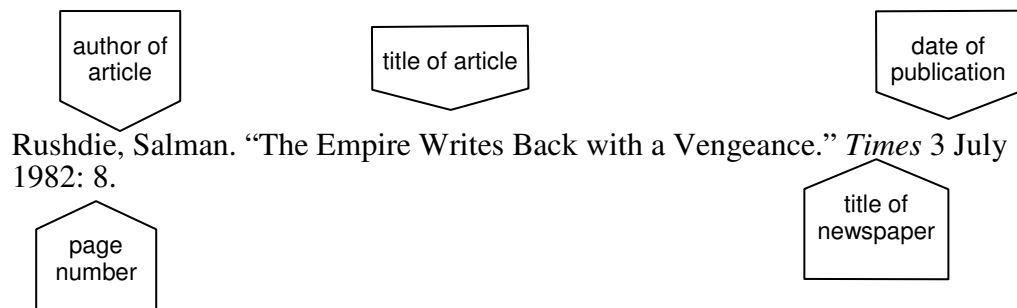 author of
article
title of article
date of
publication
Rushdie, Salman. “The Empire Writes Back with a Vengeance.” Times 3 July
1982: 8.
page
number
title of
newspaper